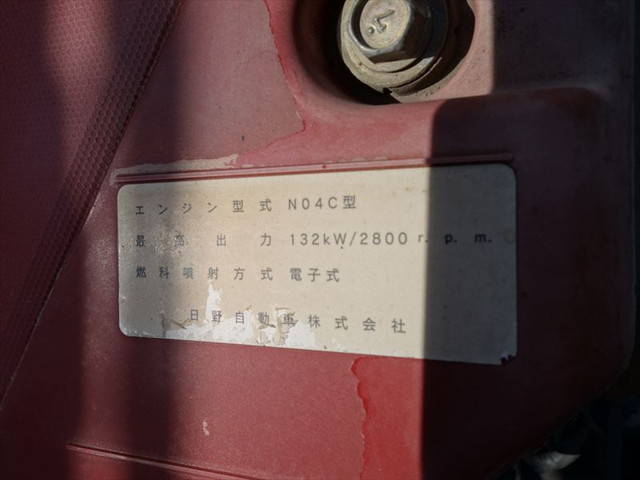 エンジン型式 N04C型
最高出力 132kW/2800 r.p.m.
燃料噴射方式 電子式
日野自動車株式会社